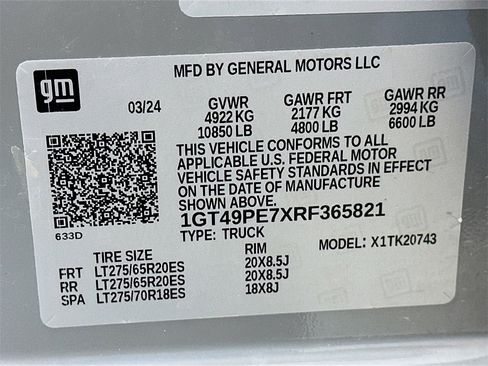 gm
MFD BY GENERAL MOTORS LLC
03/24 GVWR GAWR FRT GAWR RR
4922 KG 2177 KG 2994 KG
10850 LB 4800 LB 6600 LB
THIS VEHICLE CONFORMS TO ALL
APPLICABLE U.S. FEDERAL MOTOR
VEHICLE SAFETY STANDARDS IN
EFFECT ON THE DATE OF MANUFACTURE
SHOWN ABOVE.
1GT49PE7XRF365821
633D TYPE: TRUCK MODEL: X1TK20743
TIRE SIZE RIM
FRT LT275/65R20ES 20X8.5J
RR LT275/65R20ES 20X8.5J
SPA LT275/70R18ES 18X8J